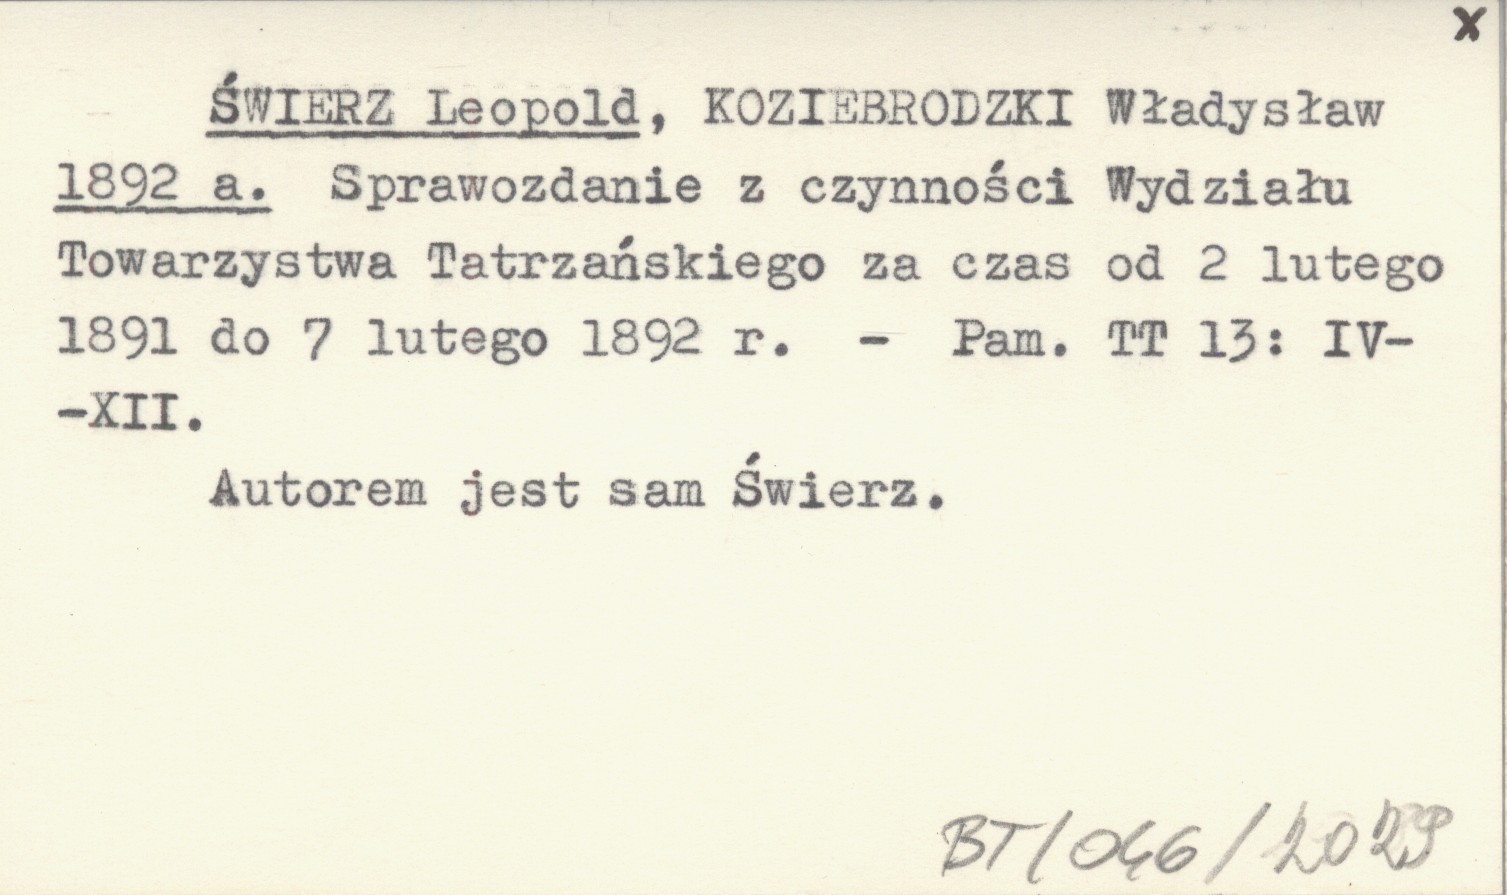 x
ŚWIERZ Leopold, KOZIEBRODZKI Władysław
1892 a. Sprawozdanie z czynności Wydziału
Towarzystwa Tatrzańskiego za czas od 2 lutego
1891 do 7 lutego 1892 r. - Pam. TT 13: IV-
-XII.
Autorem jest sam Świerz.
BT/046/